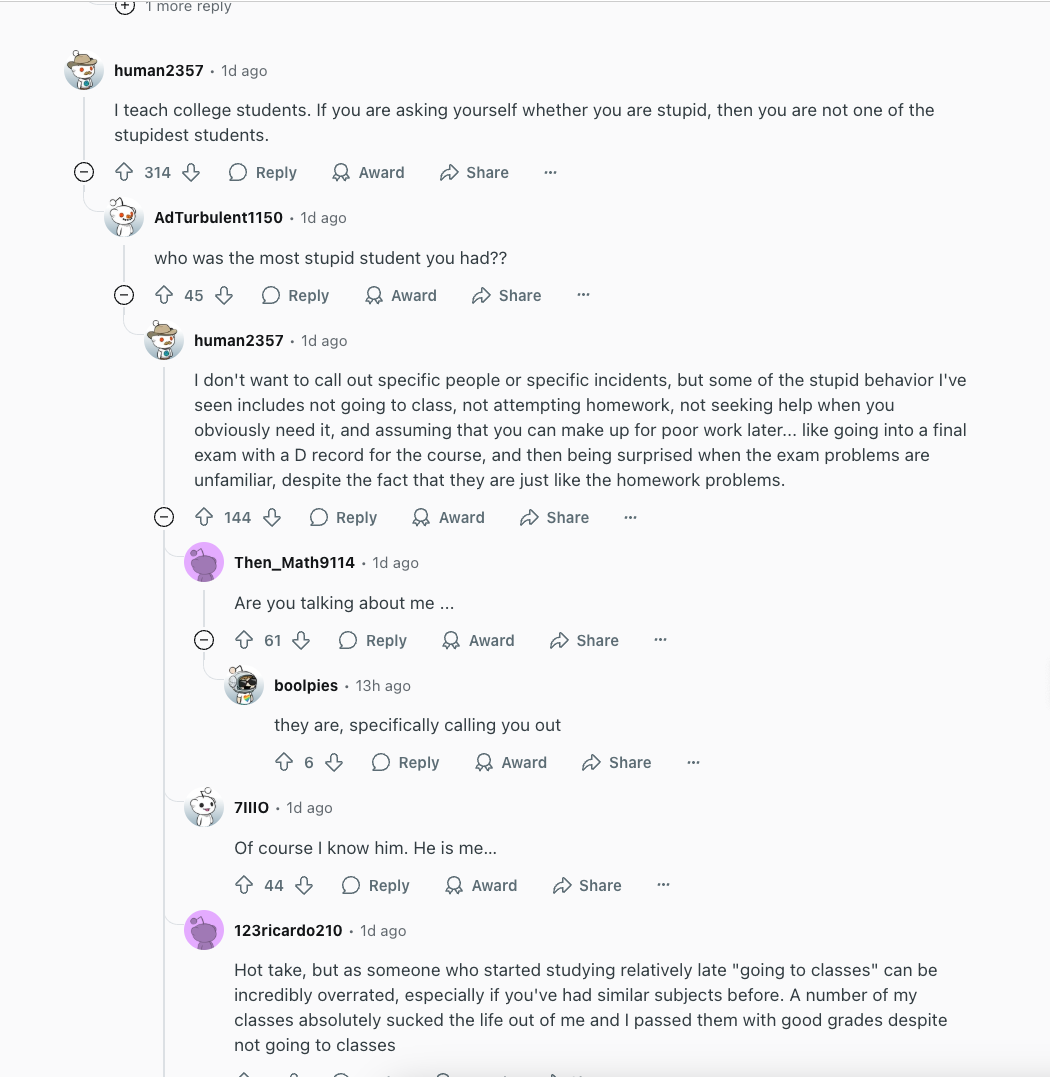 1 more reply
human2357 • 1d ago
I teach college students. If you are asking yourself whether you are stupid, then you are not one of the
stupidest students.
314 Reply Award Share ...
AdTurbulent1150 • 1d ago
who was the most stupid student you had??
45 Reply Award Share ...
human2357 • 1d ago
I don't want to call out specific people or specific incidents, but some of the stupid behavior I've
seen includes not going to class, not attempting homework, not seeking help when you
obviously need it, and assuming that you can make up for poor work later... like going into a final
exam with a D record for the course, and then being surprised when the exam problems are
unfamiliar, despite the fact that they are just like the homework problems.
144 Reply Award Share ...
Then_Math9114 • 1d ago
Are you talking about me ...
61 Reply Award Share ...
boolpies • 13h ago
they are, specifically calling you out
6 Reply Award Share ...
7IIIO • 1d ago
Of course I know him. He is me...
44 Reply Award Share ...
123ricardo210 • 1d ago
Hot take, but as someone who started studying relatively late "going to classes" can be
incredibly overrated, especially if you've had similar subjects before. A number of my
classes absolutely sucked the life out of me and I passed them with good grades despite
not going to classes